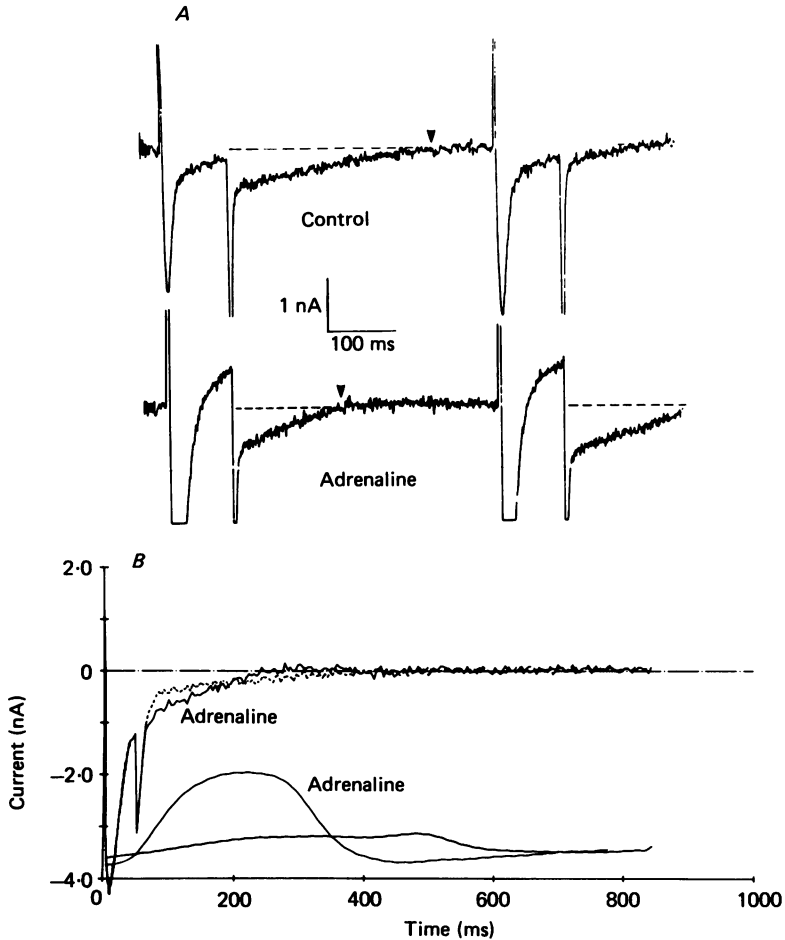 A
Control
1 nA
100 ms
Adrenaline
B
2·0
0
Adrenaline
Current (nA)
−2·0
Adrenaline
−4·0
0 200 400 600 800 1000
Time (ms)